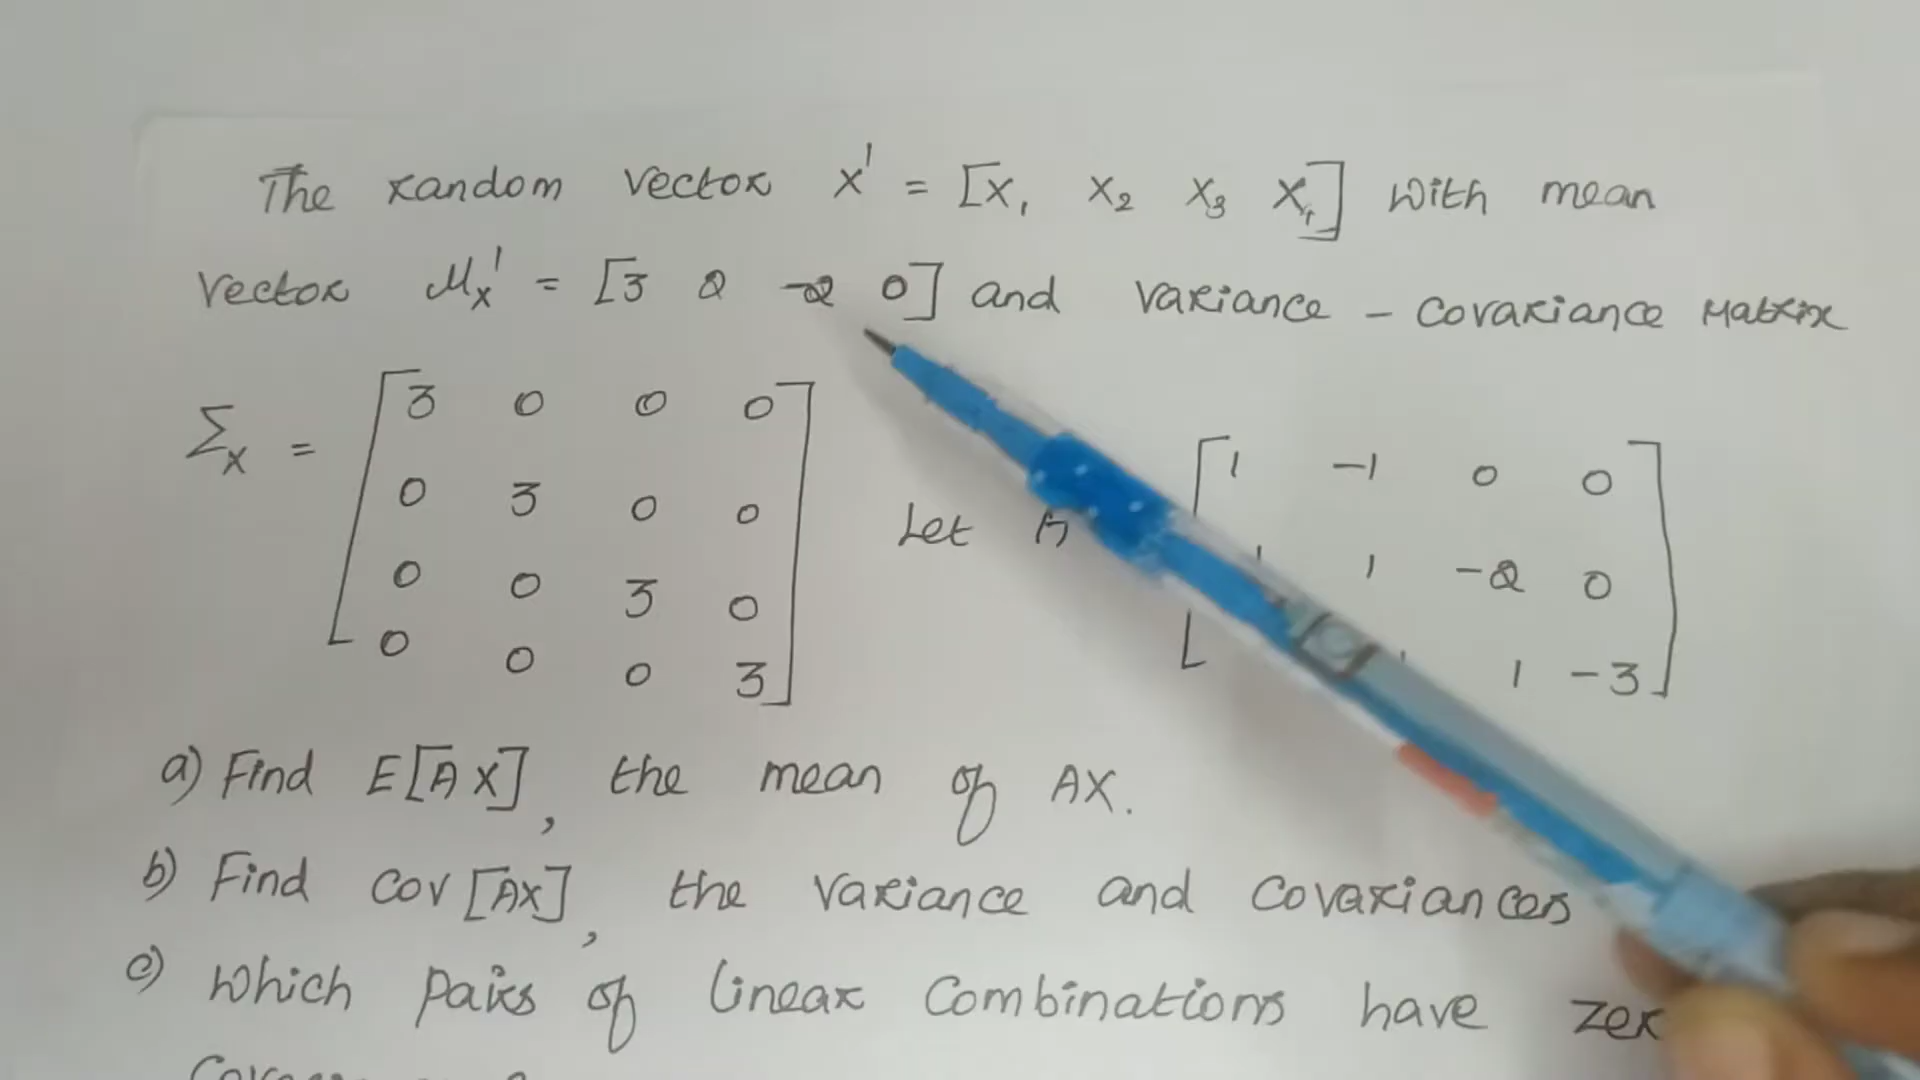 The random vector X' = [X₁ X₂ X₃ X₄] with mean
vector μₓ' = [3 2 -2 0] and variance - covariance Matrix
Σₓ = [3 0 0 0
0 3 0 0
0 0 3 0
0 0 0 3]
Let A [1 -1 0 0
1 -2 0
1 -3]
a) Find E[AX], the mean of AX.
b) Find cov[AX], the variance and covariances
c) which pairs of linear combinations have